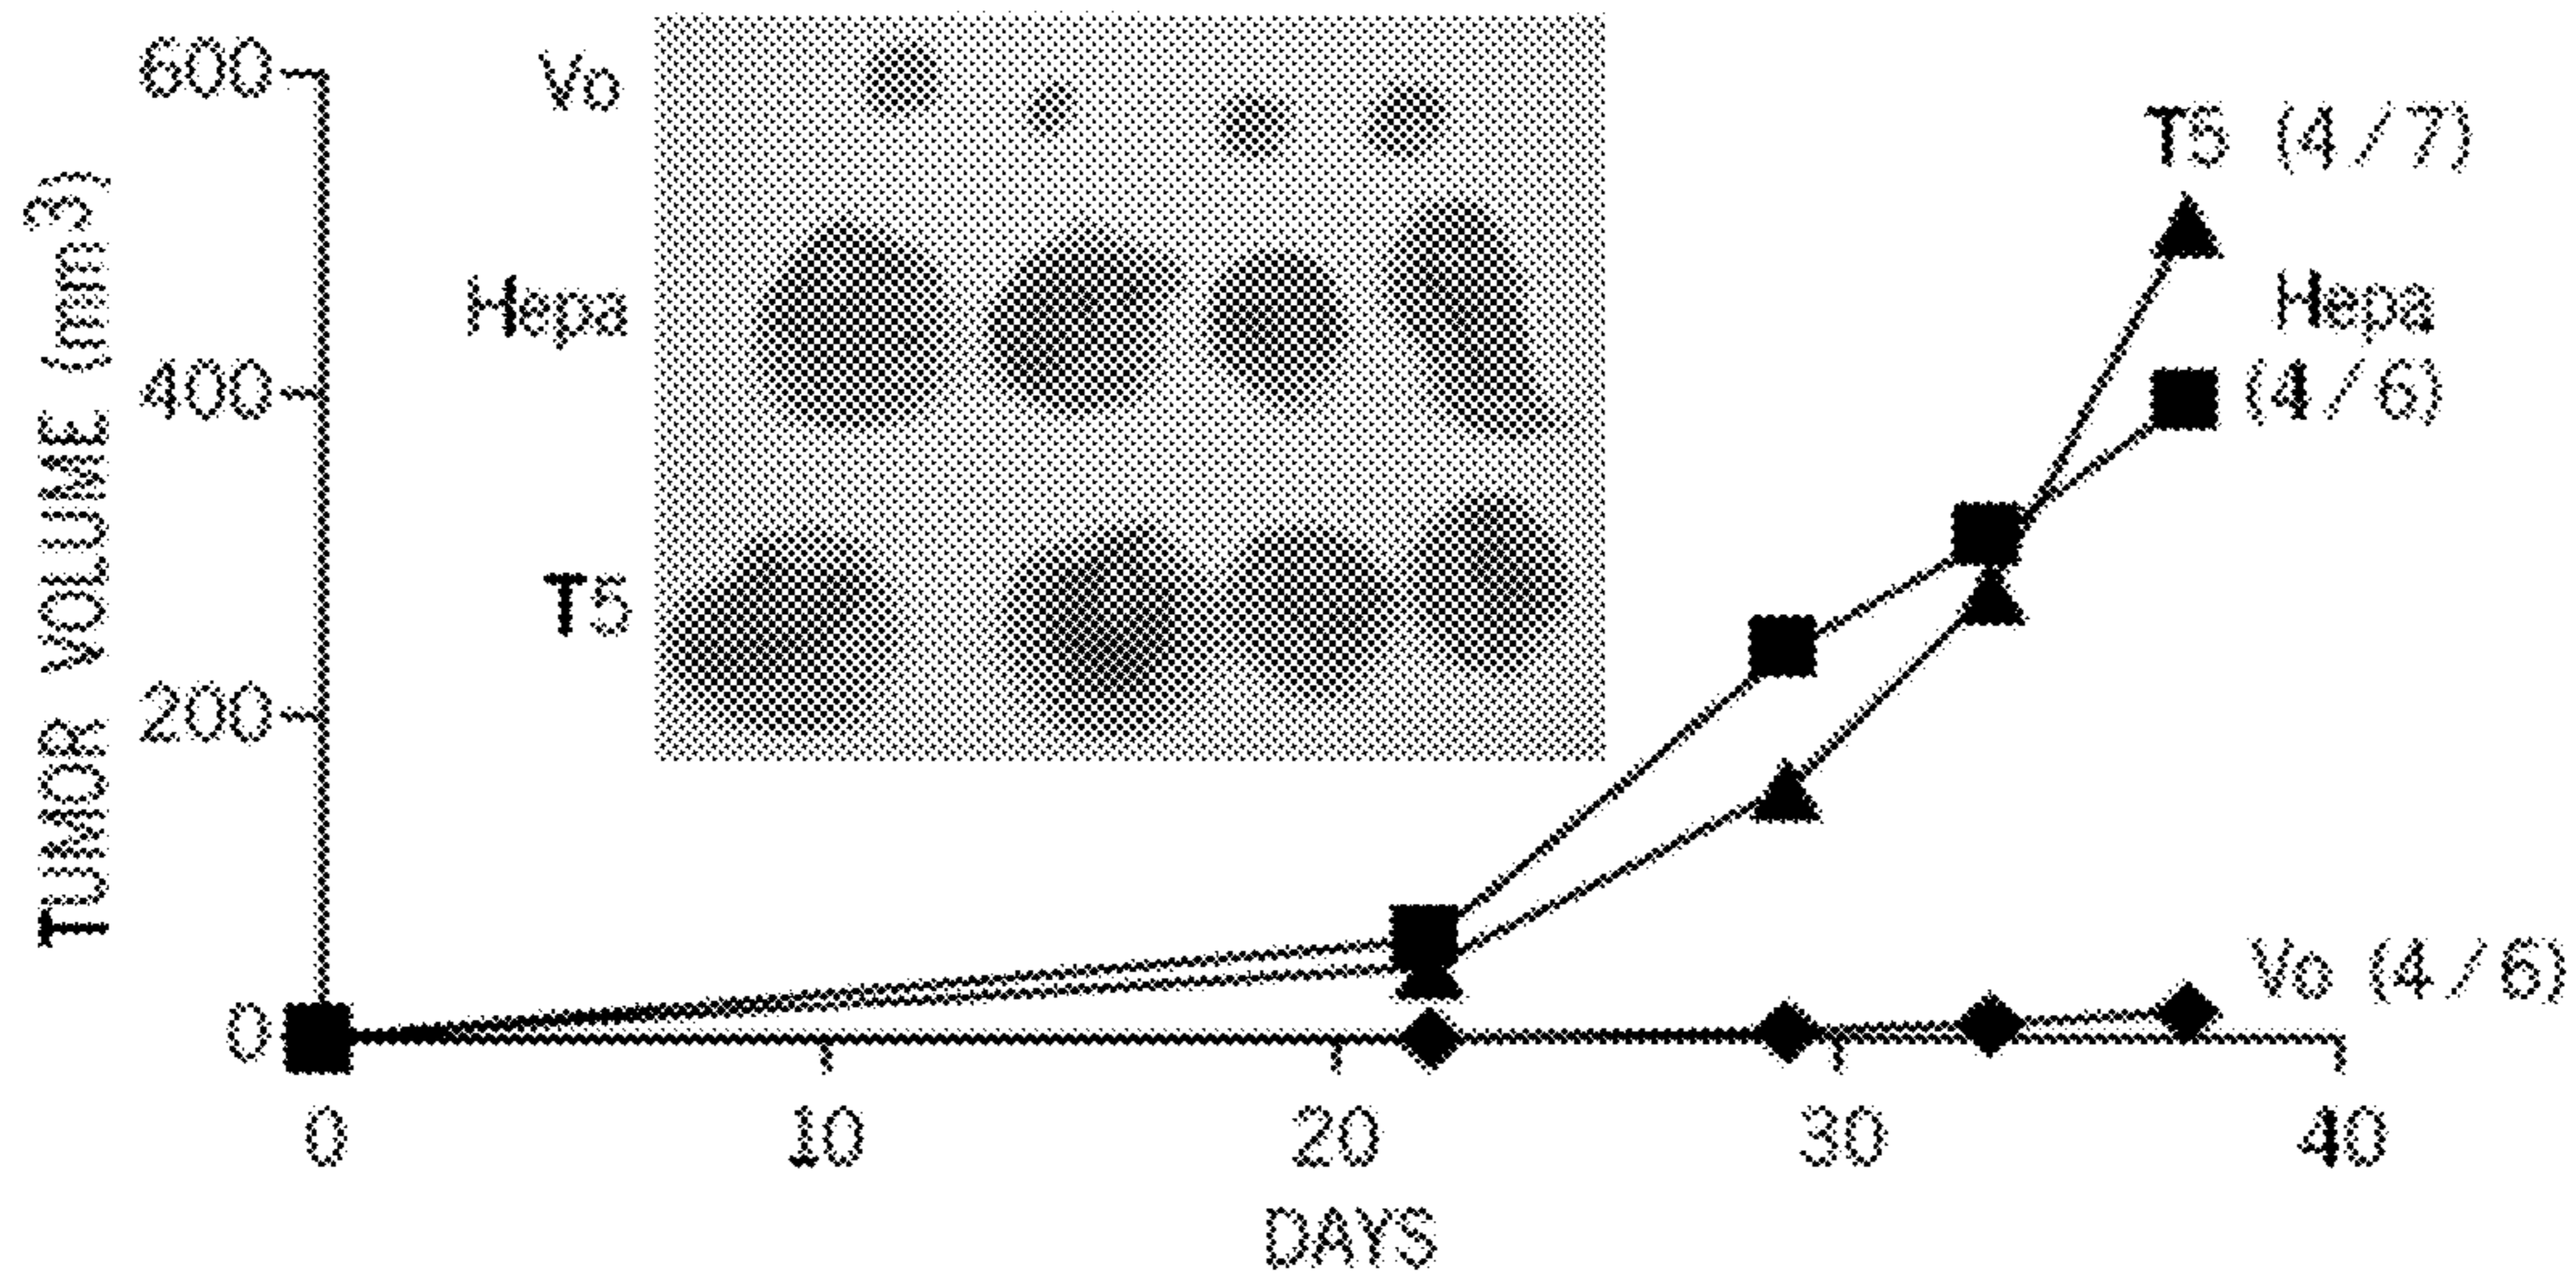 TUMOR VOLUME (mm3)
600
400
200
0
Vo
Hepa
T5
T5 (4/7)
Hepa
(4/6)
Vo (4/6)
0 10 20 30 40
DAYS